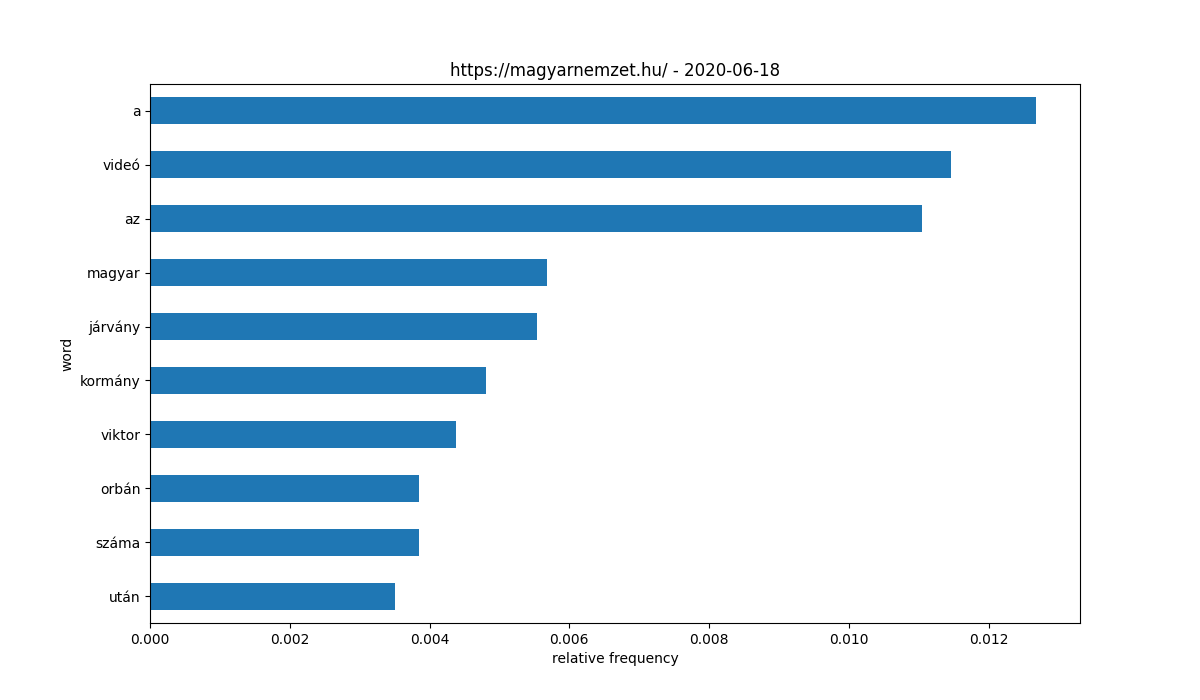 https://magyarnemzet.hu/ - 2020-06-18
a
videó
az
magyar
járvány
kormány
viktor
orbán
száma
után
word
0.000 0.002 0.004 0.006 0.008 0.010 0.012
relative frequency